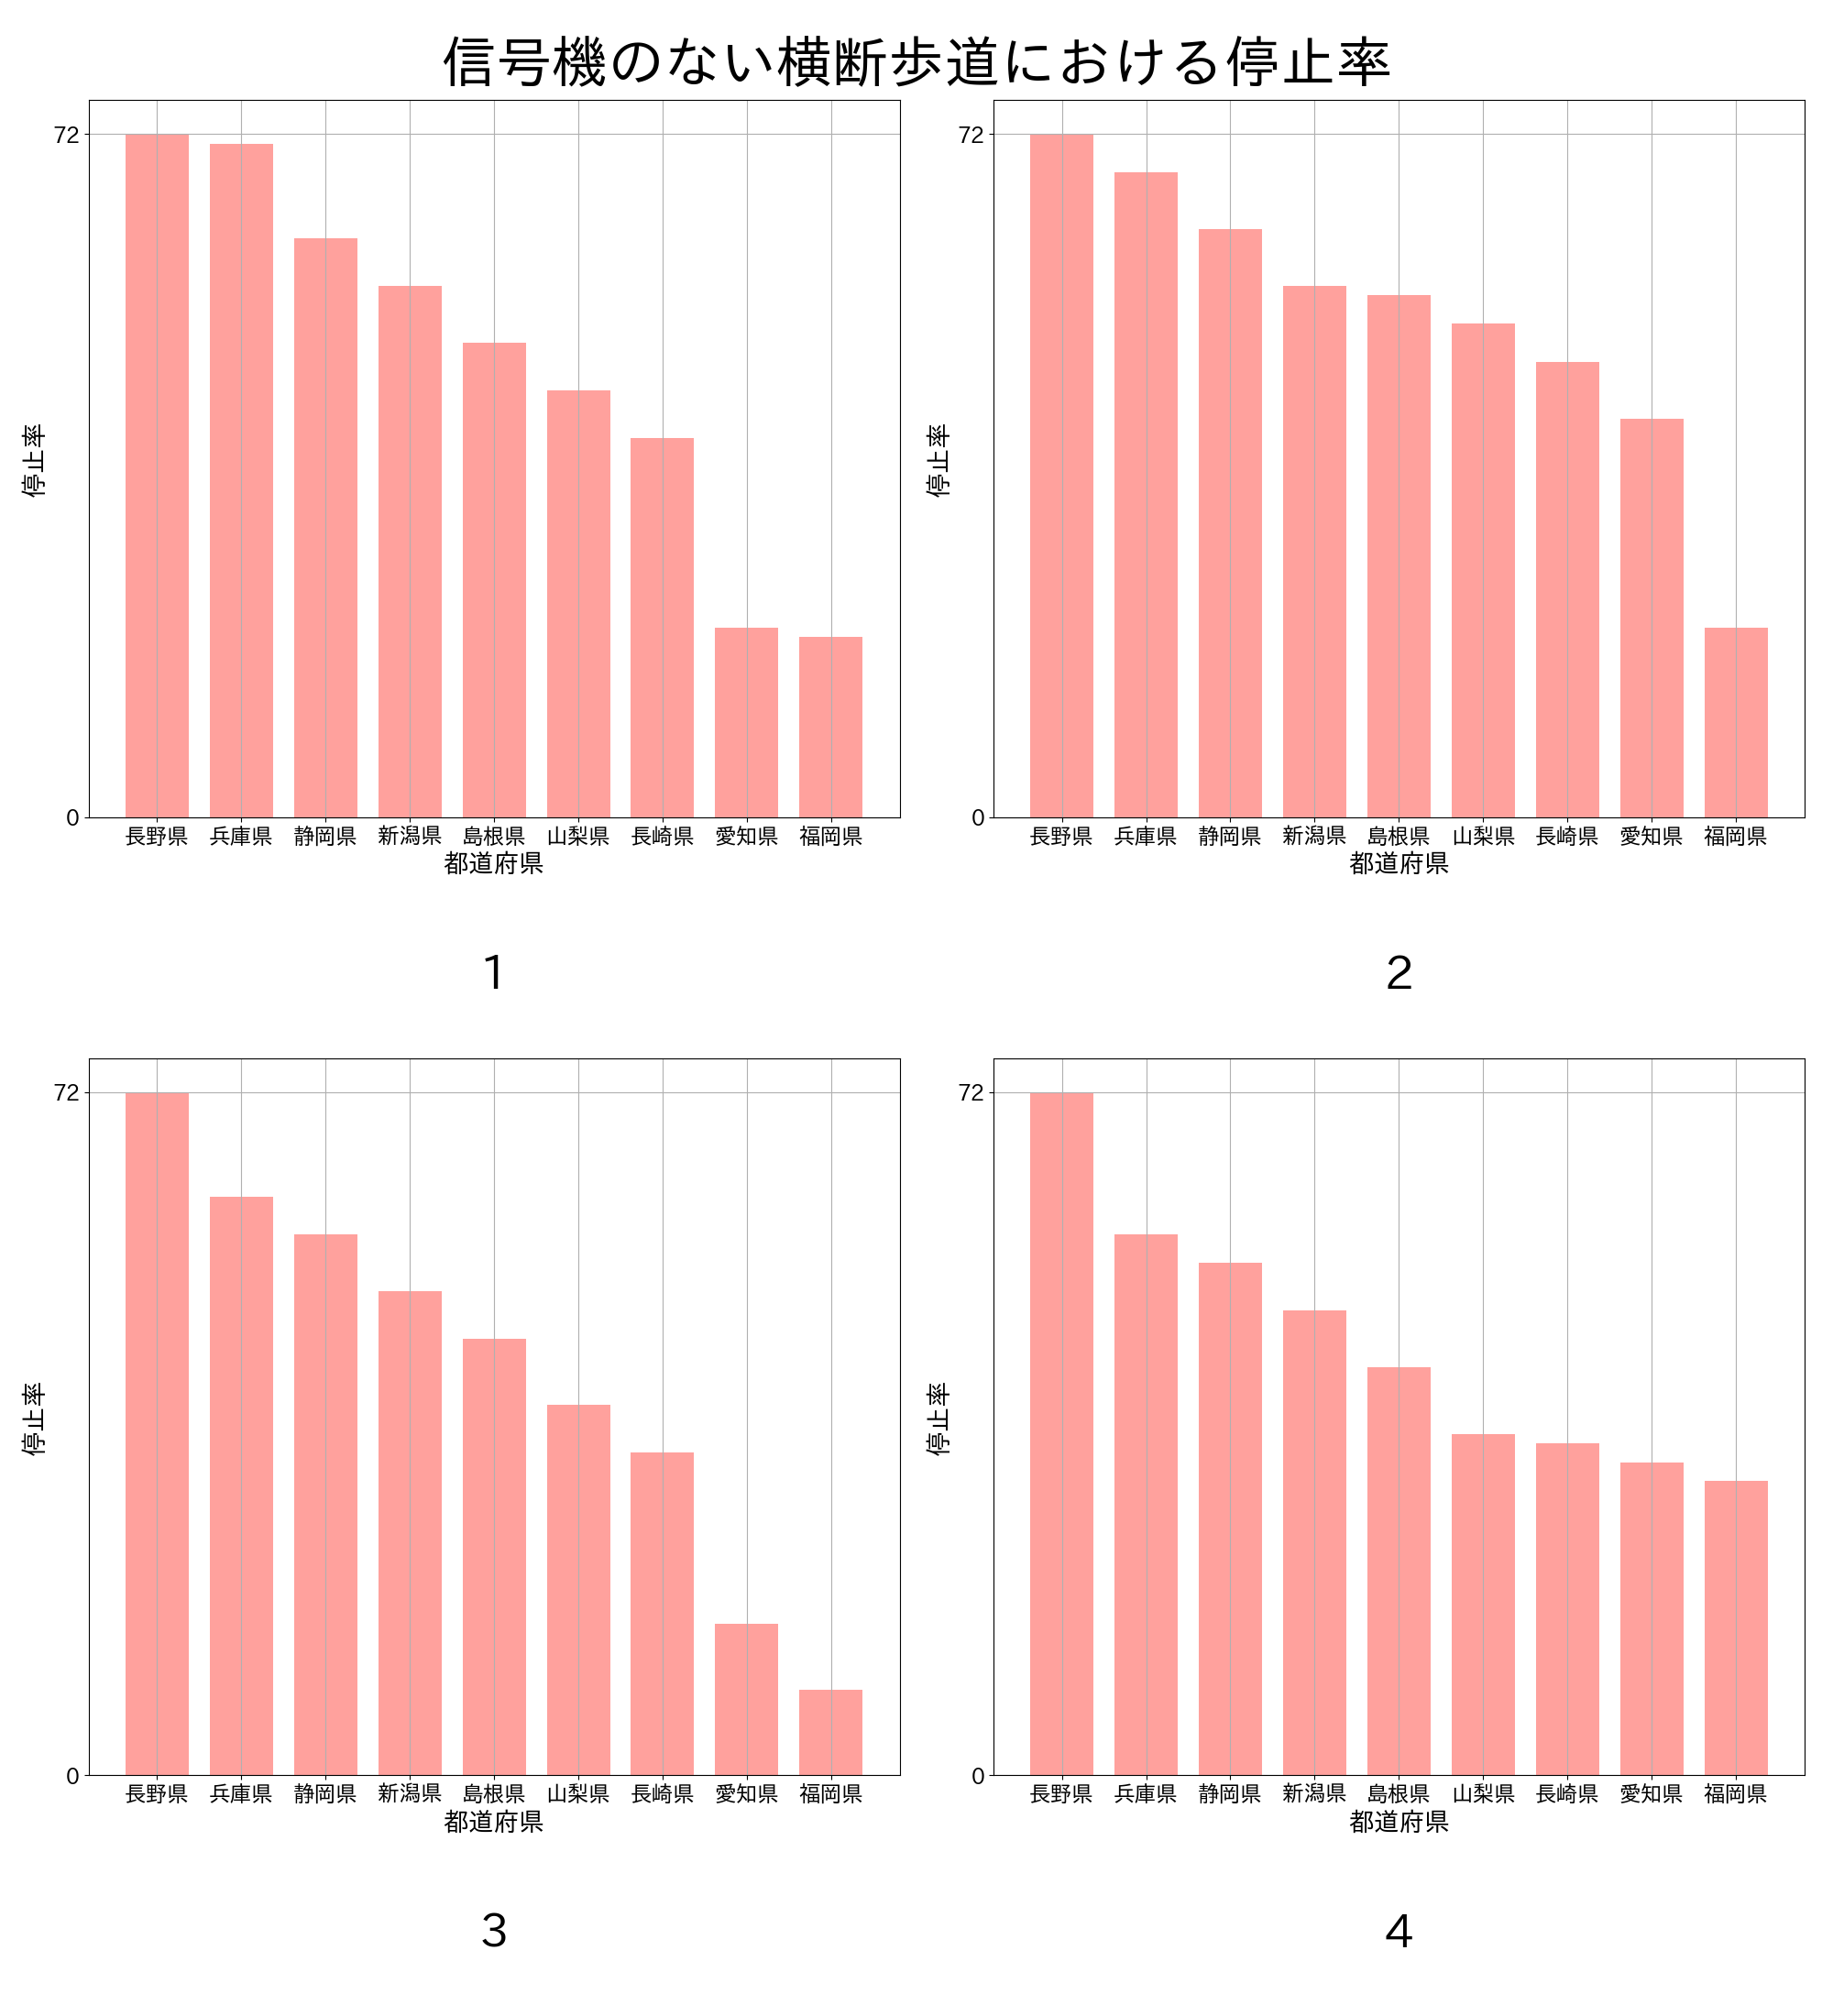 信号機のない横断歩道における停止率
72
停止率
0
長野県 兵庫県 静岡県 新潟県 島根県 山梨県 長崎県 愛知県 福岡県
都道府県
1
72
停止率
0
長野県 兵庫県 静岡県 新潟県 島根県 山梨県 長崎県 愛知県 福岡県
都道府県
2
72
停止率
0
長野県 兵庫県 静岡県 新潟県 島根県 山梨県 長崎県 愛知県 福岡県
都道府県
3
72
停止率
0
長野県 兵庫県 静岡県 新潟県 島根県 山梨県 長崎県 愛知県 福岡県
都道府県
4